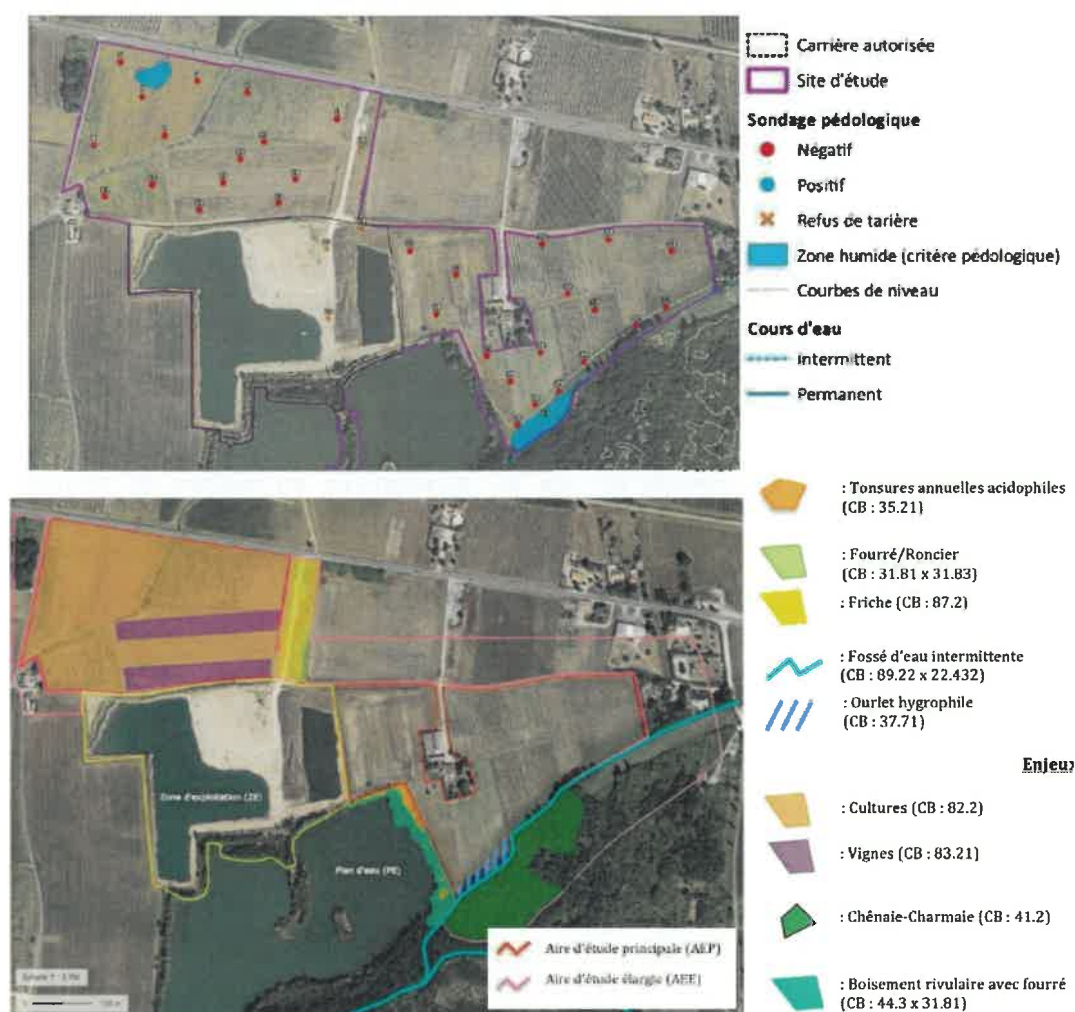 Carrière autorisée
Site d'étude
Sondage pédologique
Négatif
Positif
Refus de tarière
Zone humide (critère pédologique)
Courbes de niveau
Cours d'eau
Intermittent
Permanent
: Tonsures annuelles acidophiles
(CB : 35.21)
: Fourré/Roncier
(CB : 31.81 x 31.83)
: Friche (CB : 87.2)
: Fossé d'eau intermittente
(CB : 89.22 x 22.432)
: Ourlet hygrophile
(CB : 37.71)
Enjeux
: Cultures (CB : 82.2)
: Vignes (CB : 83.21)
: Chênaie-Charmaie (CB : 41.2)
: Boisement rivulaire avec fourré
(CB : 44.3 x 31.81)
Zone d'exploitation (ZE)
Plan d'eau (PE)
Aire d'étude principale (AEP)
Aire d'étude élargie (AEE)